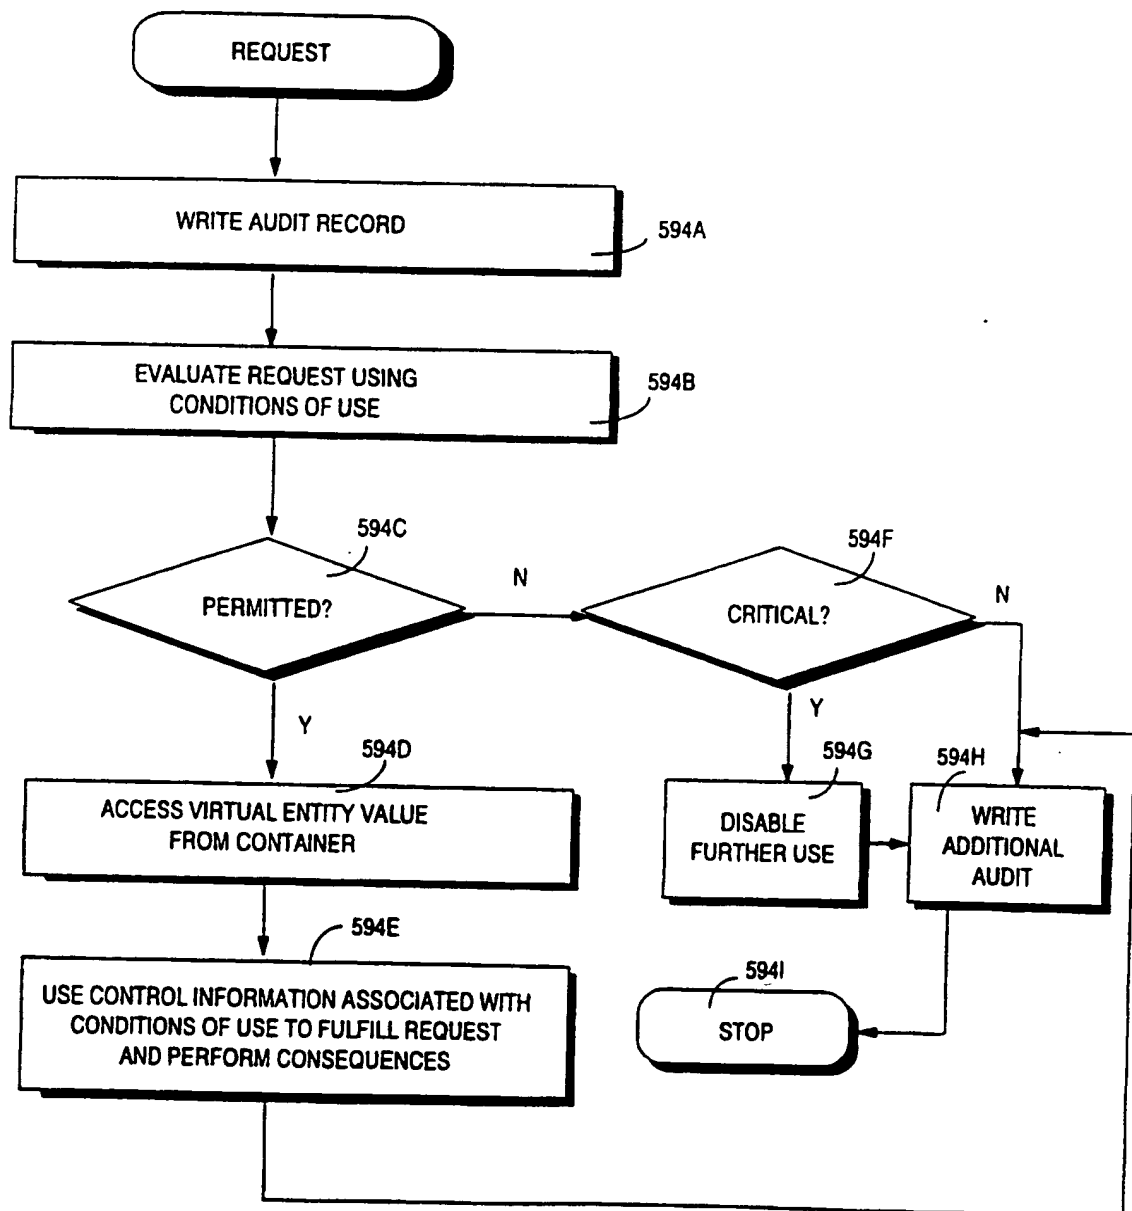 REQUEST
WRITE AUDIT RECORD
594A
EVALUATE REQUEST USING
CONDITIONS OF USE
594B
594C
PERMITTED?
N
594F
CRITICAL?
N
Y
594D
ACCESS VIRTUAL ENTITY VALUE
FROM CONTAINER
Y
594G
DISABLE
FURTHER USE
594H
WRITE
ADDITIONAL
AUDIT
594E
USE CONTROL INFORMATION ASSOCIATED WITH
CONDITIONS OF USE TO FULFILL REQUEST
AND PERFORM CONSEQUENCES
594I
STOP